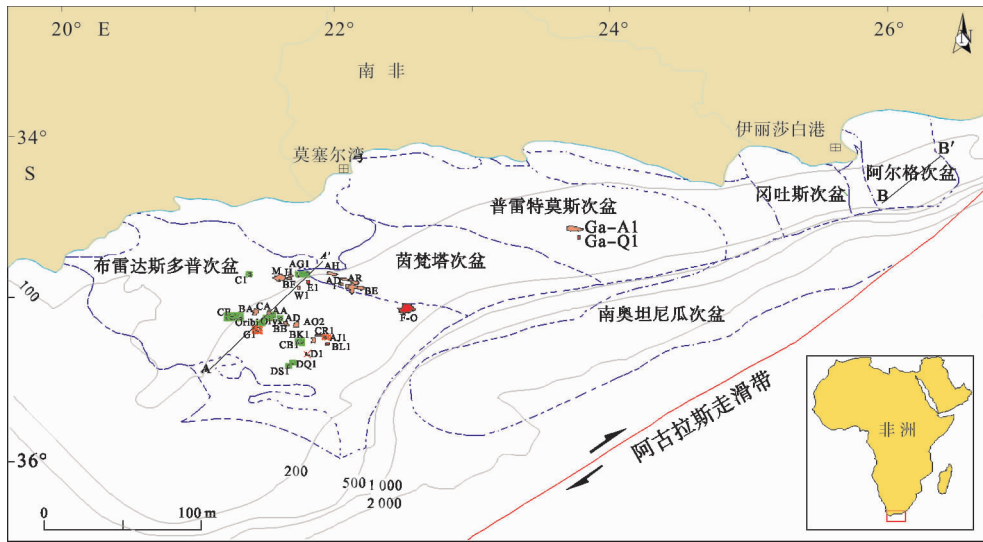 20° E
22°
24°
26°
N
南 非
34°
S
伊丽莎白港
莫塞尔湾
B'
阿尔格次盆
B
冈吐斯次盆
普雷特莫斯次盆
Ga-A1
Ga-Q1
茵梵塔次盆
布雷达斯多普次盆
A'
AG1
AH
C1
M
BF
E1
W1
AR
BE
F-O
100
CA
BA
AA
AD
Oribi
BB
AO2
G1
BK1
CR1
CB1
AJ1
BL1
D1
DQ1
DS1
A
南奥坦尼瓜次盆
阿古拉斯走滑带
36°
200
500
1 000
2 000
0
100 m
非 洲